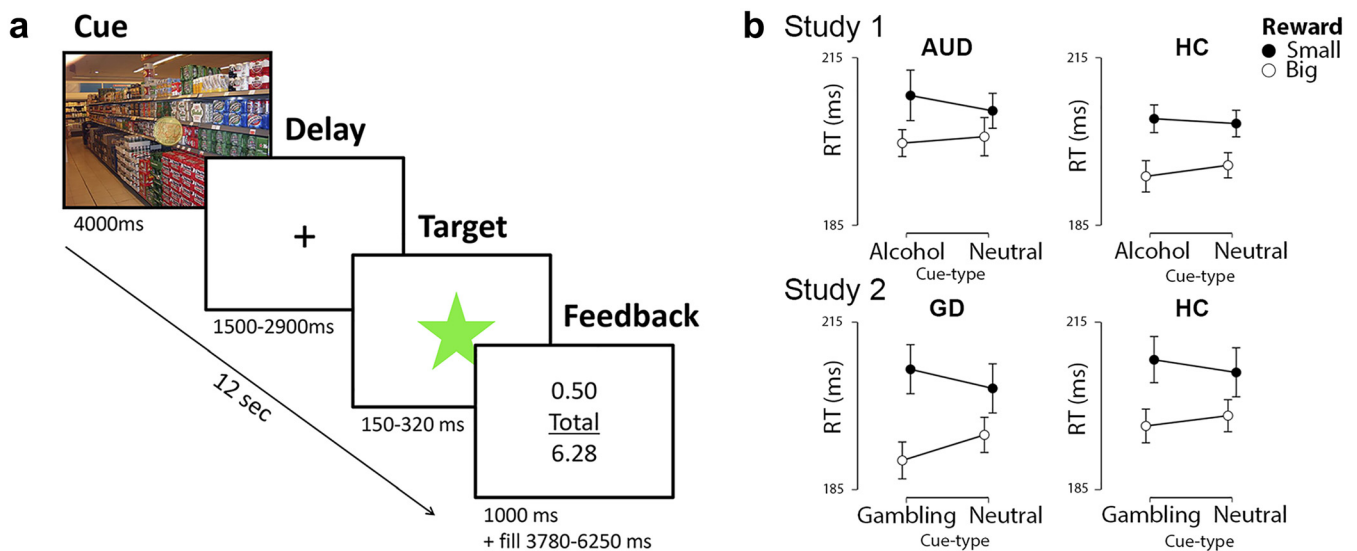 a
Cue
4000ms
Delay
+
1500-2900ms
Target
150-320 ms
Feedback
0.50
Total
6.28
1000 ms
+ fill 3780-6250 ms
12 sec
b Study 1
Reward
Small
Big
AUD
215
RT (ms)
185
Alcohol Neutral
Cue-type
HC
215
RT (ms)
185
Alcohol Neutral
Cue-type
Study 2
GD
215
RT (ms)
185
Gambling Neutral
Cue-type
HC
215
RT (ms)
185
Gambling Neutral
Cue-type